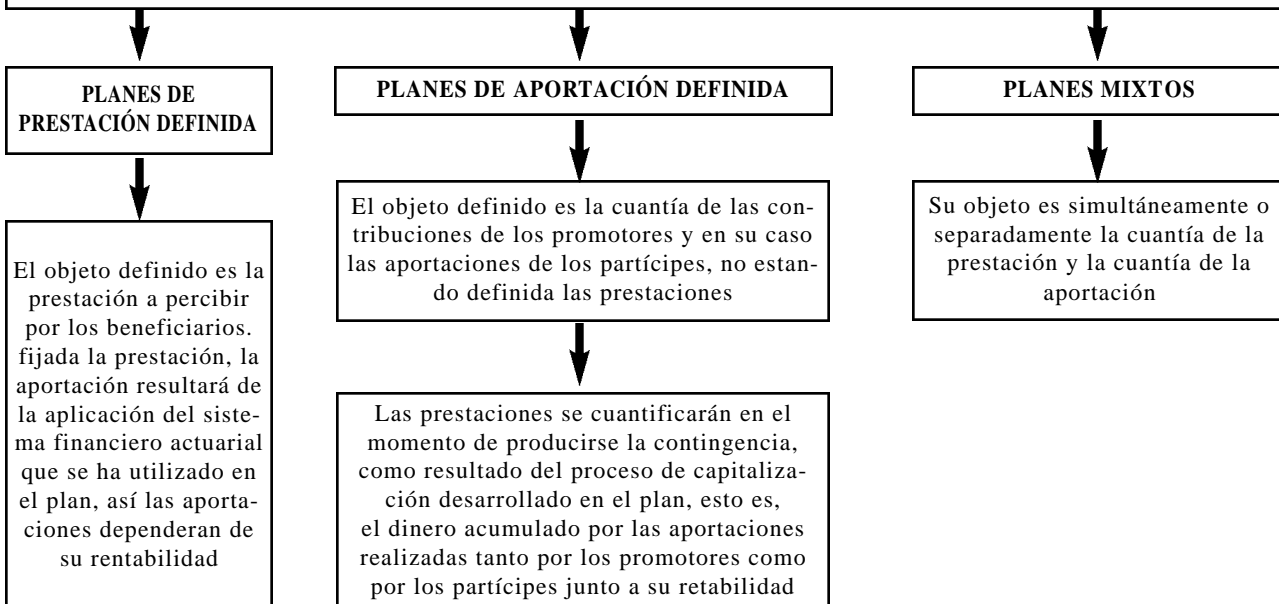 PLANES DE
PRESTACIÓN DEFINIDA
El objeto definido es la
prestación a percibir
por los beneficiarios.
fijada la prestación, la
aportación resultará de
la aplicación del siste-
ma financiero actuarial
que se ha utilizado en
el plan, así las aporta-
ciones dependeran de
su rentabilidad
PLANES DE APORTACIÓN DEFINIDA
El objeto definido es la cuantía de las con-
tribuciones de los promotores y en su caso
las aportaciones de los partícipes, no estan-
do definida las prestaciones
Las prestaciones se cuantificarán en el
momento de producirse la contingencia,
como resultado del proceso de capitaliza-
ción desarrollado en el plan, esto es,
el dinero acumulado por las aportaciones
realizadas tanto por los promotores como
por los partícipes junto a su retabilidad
PLANES MIXTOS
Su objeto es simultáneamente o
separadamente la cuantía de la
prestación y la cuantía de la
aportación